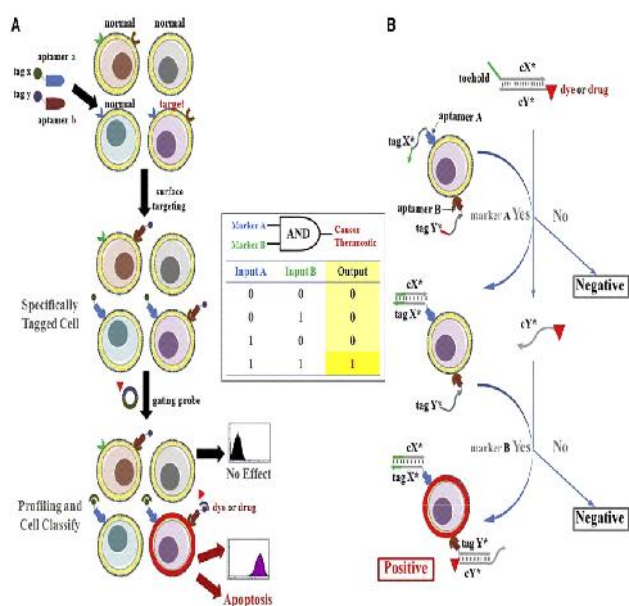 A
normal normal
aptamer a
tag x
tag y
aptamer b
normal target
surface
targeting
Specifically
Tagged Cell
gating probe
No Effect
Profiling and
Cell Classify
dye or drug
Apoptosis
Marker A
Marker B
AND
Cancer
Theranostic
Input A Input B Output
0 0 0
0 1 0
1 0 0
1 1 1
B
toehold
cX*
cY*
dye or drug
aptamer A
tag X*
aptamer B
tag Y*
marker A Yes No
Negative
cX*
tag X*
tag Y*
cY*
marker B Yes No
Negative
cX*
tag X*
tag Y*
cY*
Positive